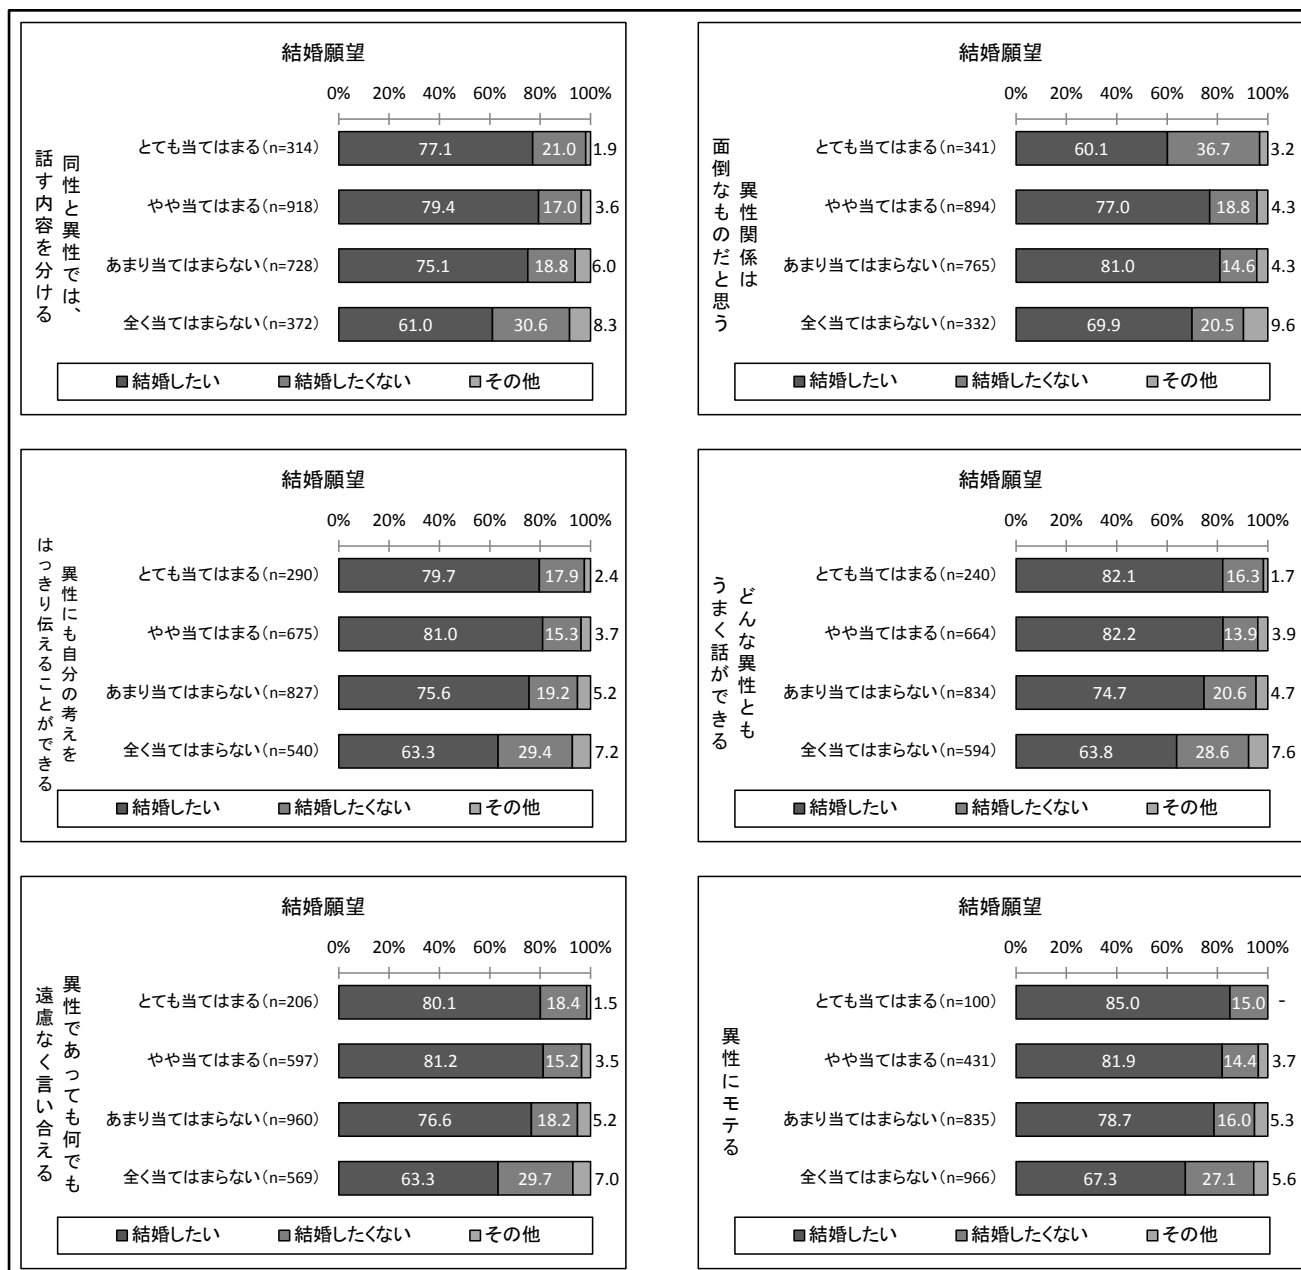 結婚願望
0% 20% 40% 60% 80% 100%
同性と異性では、
話す内容を分ける
とても当てはまる(n=314) 77.1 21.0 1.9
やや当てはまる(n=918) 79.4 17.0 3.6
あまり当てはまらない(n=728) 75.1 18.8 6.0
全く当てはまらない(n=372) 61.0 30.6 8.3
結婚したい 結婚したくない その他
結婚願望
0% 20% 40% 60% 80% 100%
異性関係は
面倒なものだと思う
とても当てはまる(n=341) 60.1 36.7 3.2
やや当てはまる(n=894) 77.0 18.8 4.3
あまり当てはまらない(n=765) 81.0 14.6 4.3
全く当てはまらない(n=332) 69.9 20.5 9.6
結婚したい 結婚したくない その他
結婚願望
0% 20% 40% 60% 80% 100%
異性にも自分の考えを
はっきり伝えることができる
とても当てはまる(n=290) 79.7 17.9 2.4
やや当てはまる(n=675) 81.0 15.3 3.7
あまり当てはまらない(n=827) 75.6 19.2 5.2
全く当てはまらない(n=540) 63.3 29.4 7.2
結婚したい 結婚したくない その他
結婚願望
0% 20% 40% 60% 80% 100%
どんな異性とも
うまく話ができる
とても当てはまる(n=240) 82.1 16.3 1.7
やや当てはまる(n=664) 82.2 13.9 3.9
あまり当てはまらない(n=834) 74.7 20.6 4.7
全く当てはまらない(n=594) 63.8 28.6 7.6
結婚したい 結婚したくない その他
結婚願望
0% 20% 40% 60% 80% 100%
異性であっても何でも
遠慮なく言い合える
とても当てはまる(n=206) 80.1 18.4 1.5
やや当てはまる(n=597) 81.2 15.2 3.5
あまり当てはまらない(n=960) 76.6 18.2 5.2
全く当てはまらない(n=569) 63.3 29.7 7.0
結婚したい 結婚したくない その他
結婚願望
0% 20% 40% 60% 80% 100%
異性にモテる
とても当てはまる(n=100) 85.0 15.0 -
やや当てはまる(n=431) 81.9 14.4 3.7
あまり当てはまらない(n=835) 78.7 16.0 5.3
全く当てはまらない(n=966) 67.3 27.1 5.6
結婚したい 結婚したくない その他